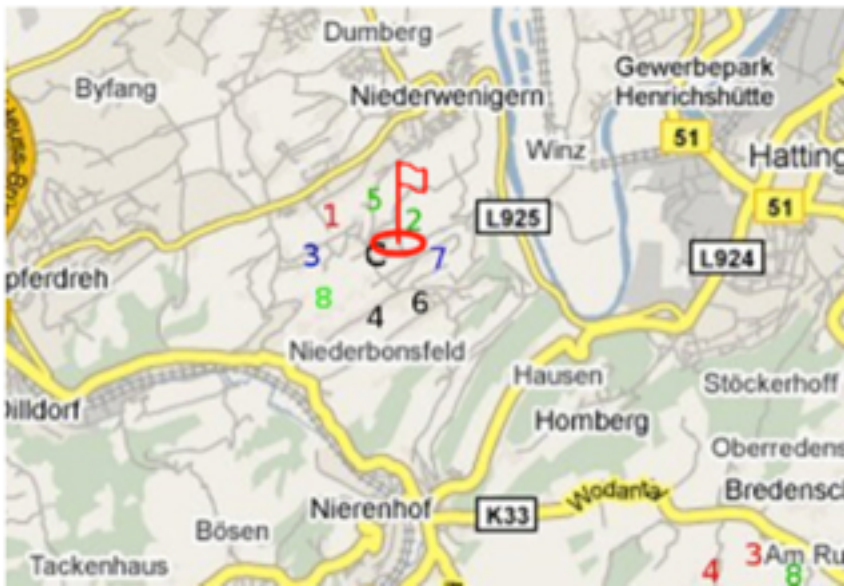 Dumberg
Byfang
Niederwenigern
Gewerbepark
Henrichshütte
Winz
51
Hatting
51
1
5
2
L925
3
C
7
L924
pferdreh
8
4
6
Niederbonsfeld
Hausen
Stöckerhoff
Dilldorf
Homberg
Oberredens
Bredensc
Nierenhof
K33
Wodanta
Bösen
Tackenhaus
3
Am Ru
4
8